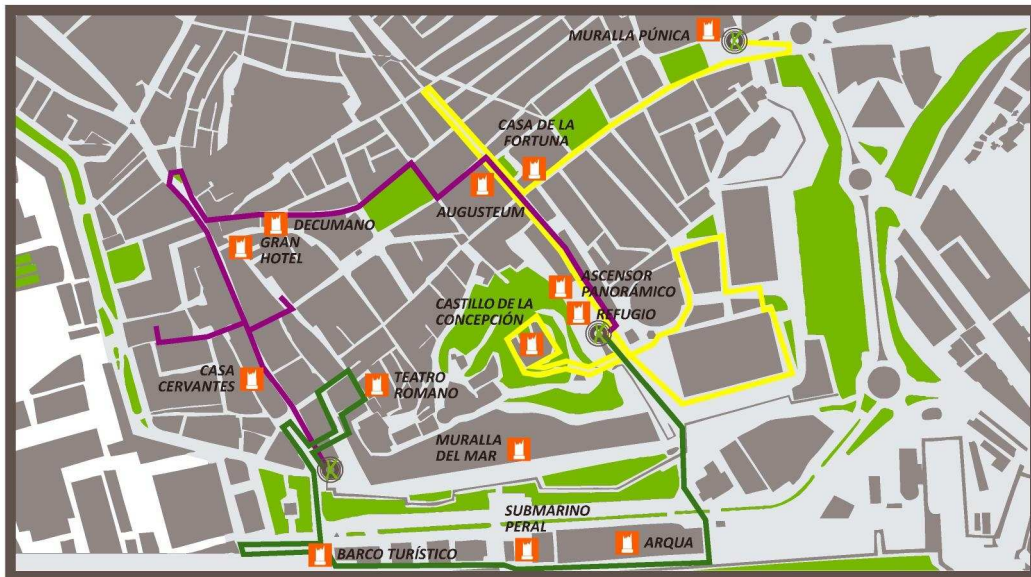 MURALLA PÚNICA
CASA DE LA
FORTUNA
AUGUSTEUM
DECUMANO
GRAN
HOTEL
ASCENSOR
PANORÁMICO
CASTILLO DE LA
CONCEPCIÓN
REFUGIO
CASA
CERVANTES
TEATRO
ROMANO
MURALLA
DEL MAR
SUBMARINO
PERAL
BARCO TURÍSTICO
ARQUA